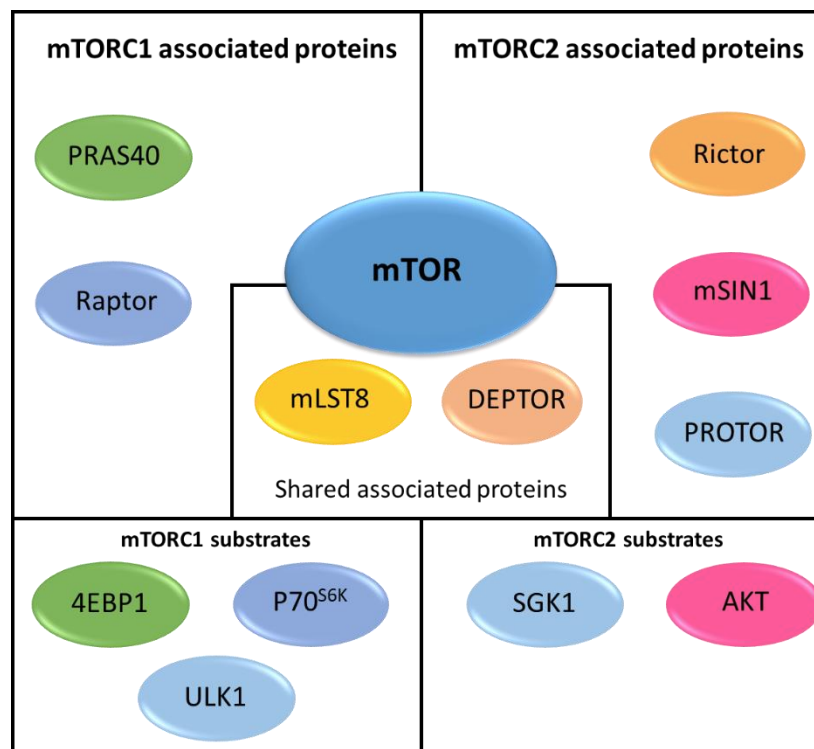 mTORC1 associated proteins
mTORC2 associated proteins
PRAS40
Rictor
mTOR
Raptor
mSIN1
mLST8
DEPTOR
PROTOR
Shared associated proteins
mTORC1 substrates
mTORC2 substrates
4EBP1
P70S6K
SGK1
AKT
ULK1